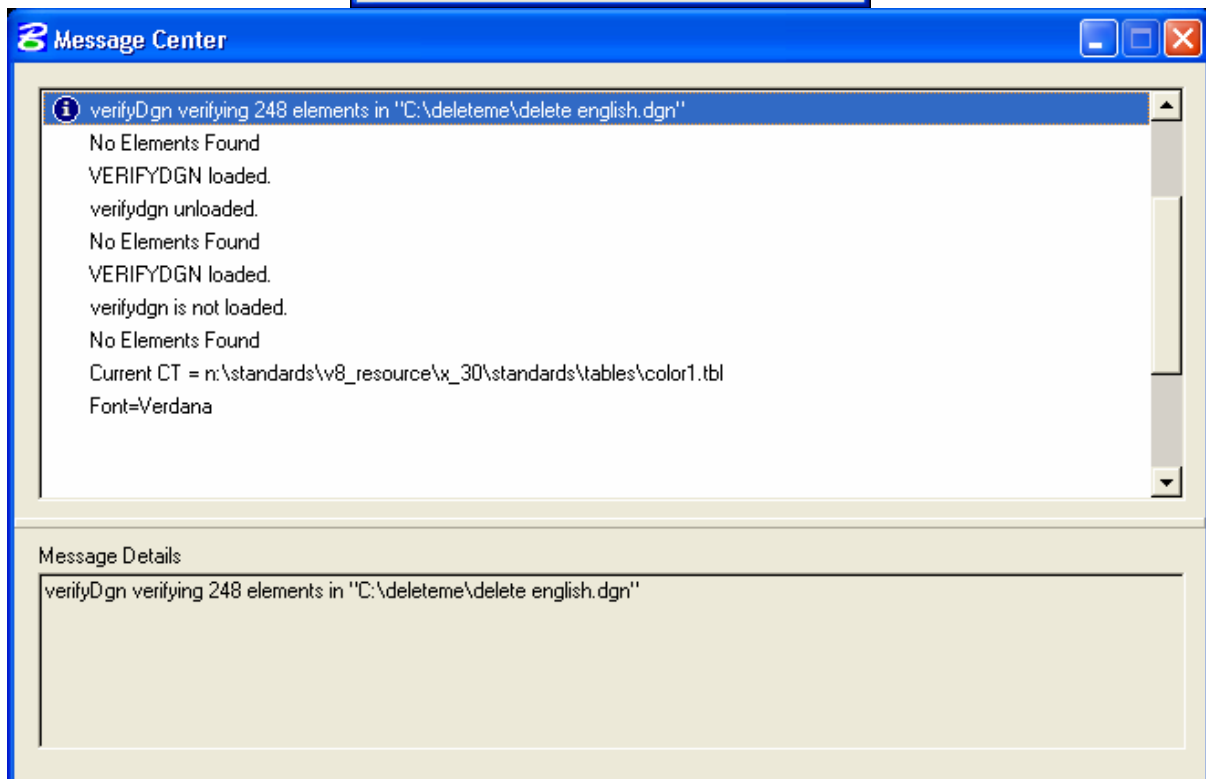 Message Center
verifyDgn verifying 248 elements in "C:\deleteme\delete english.dgn"
No Elements Found
VERIFYDGN loaded.
verifydgn unloaded.
No Elements Found
VERIFYDGN loaded.
verifydgn is not loaded.
No Elements Found
Current CT = n:\standards\v8_resource\x_30\standards\tables\color1.tbl
Font=Verdana
Message Details
verifyDgn verifying 248 elements in "C:\deleteme\delete english.dgn"